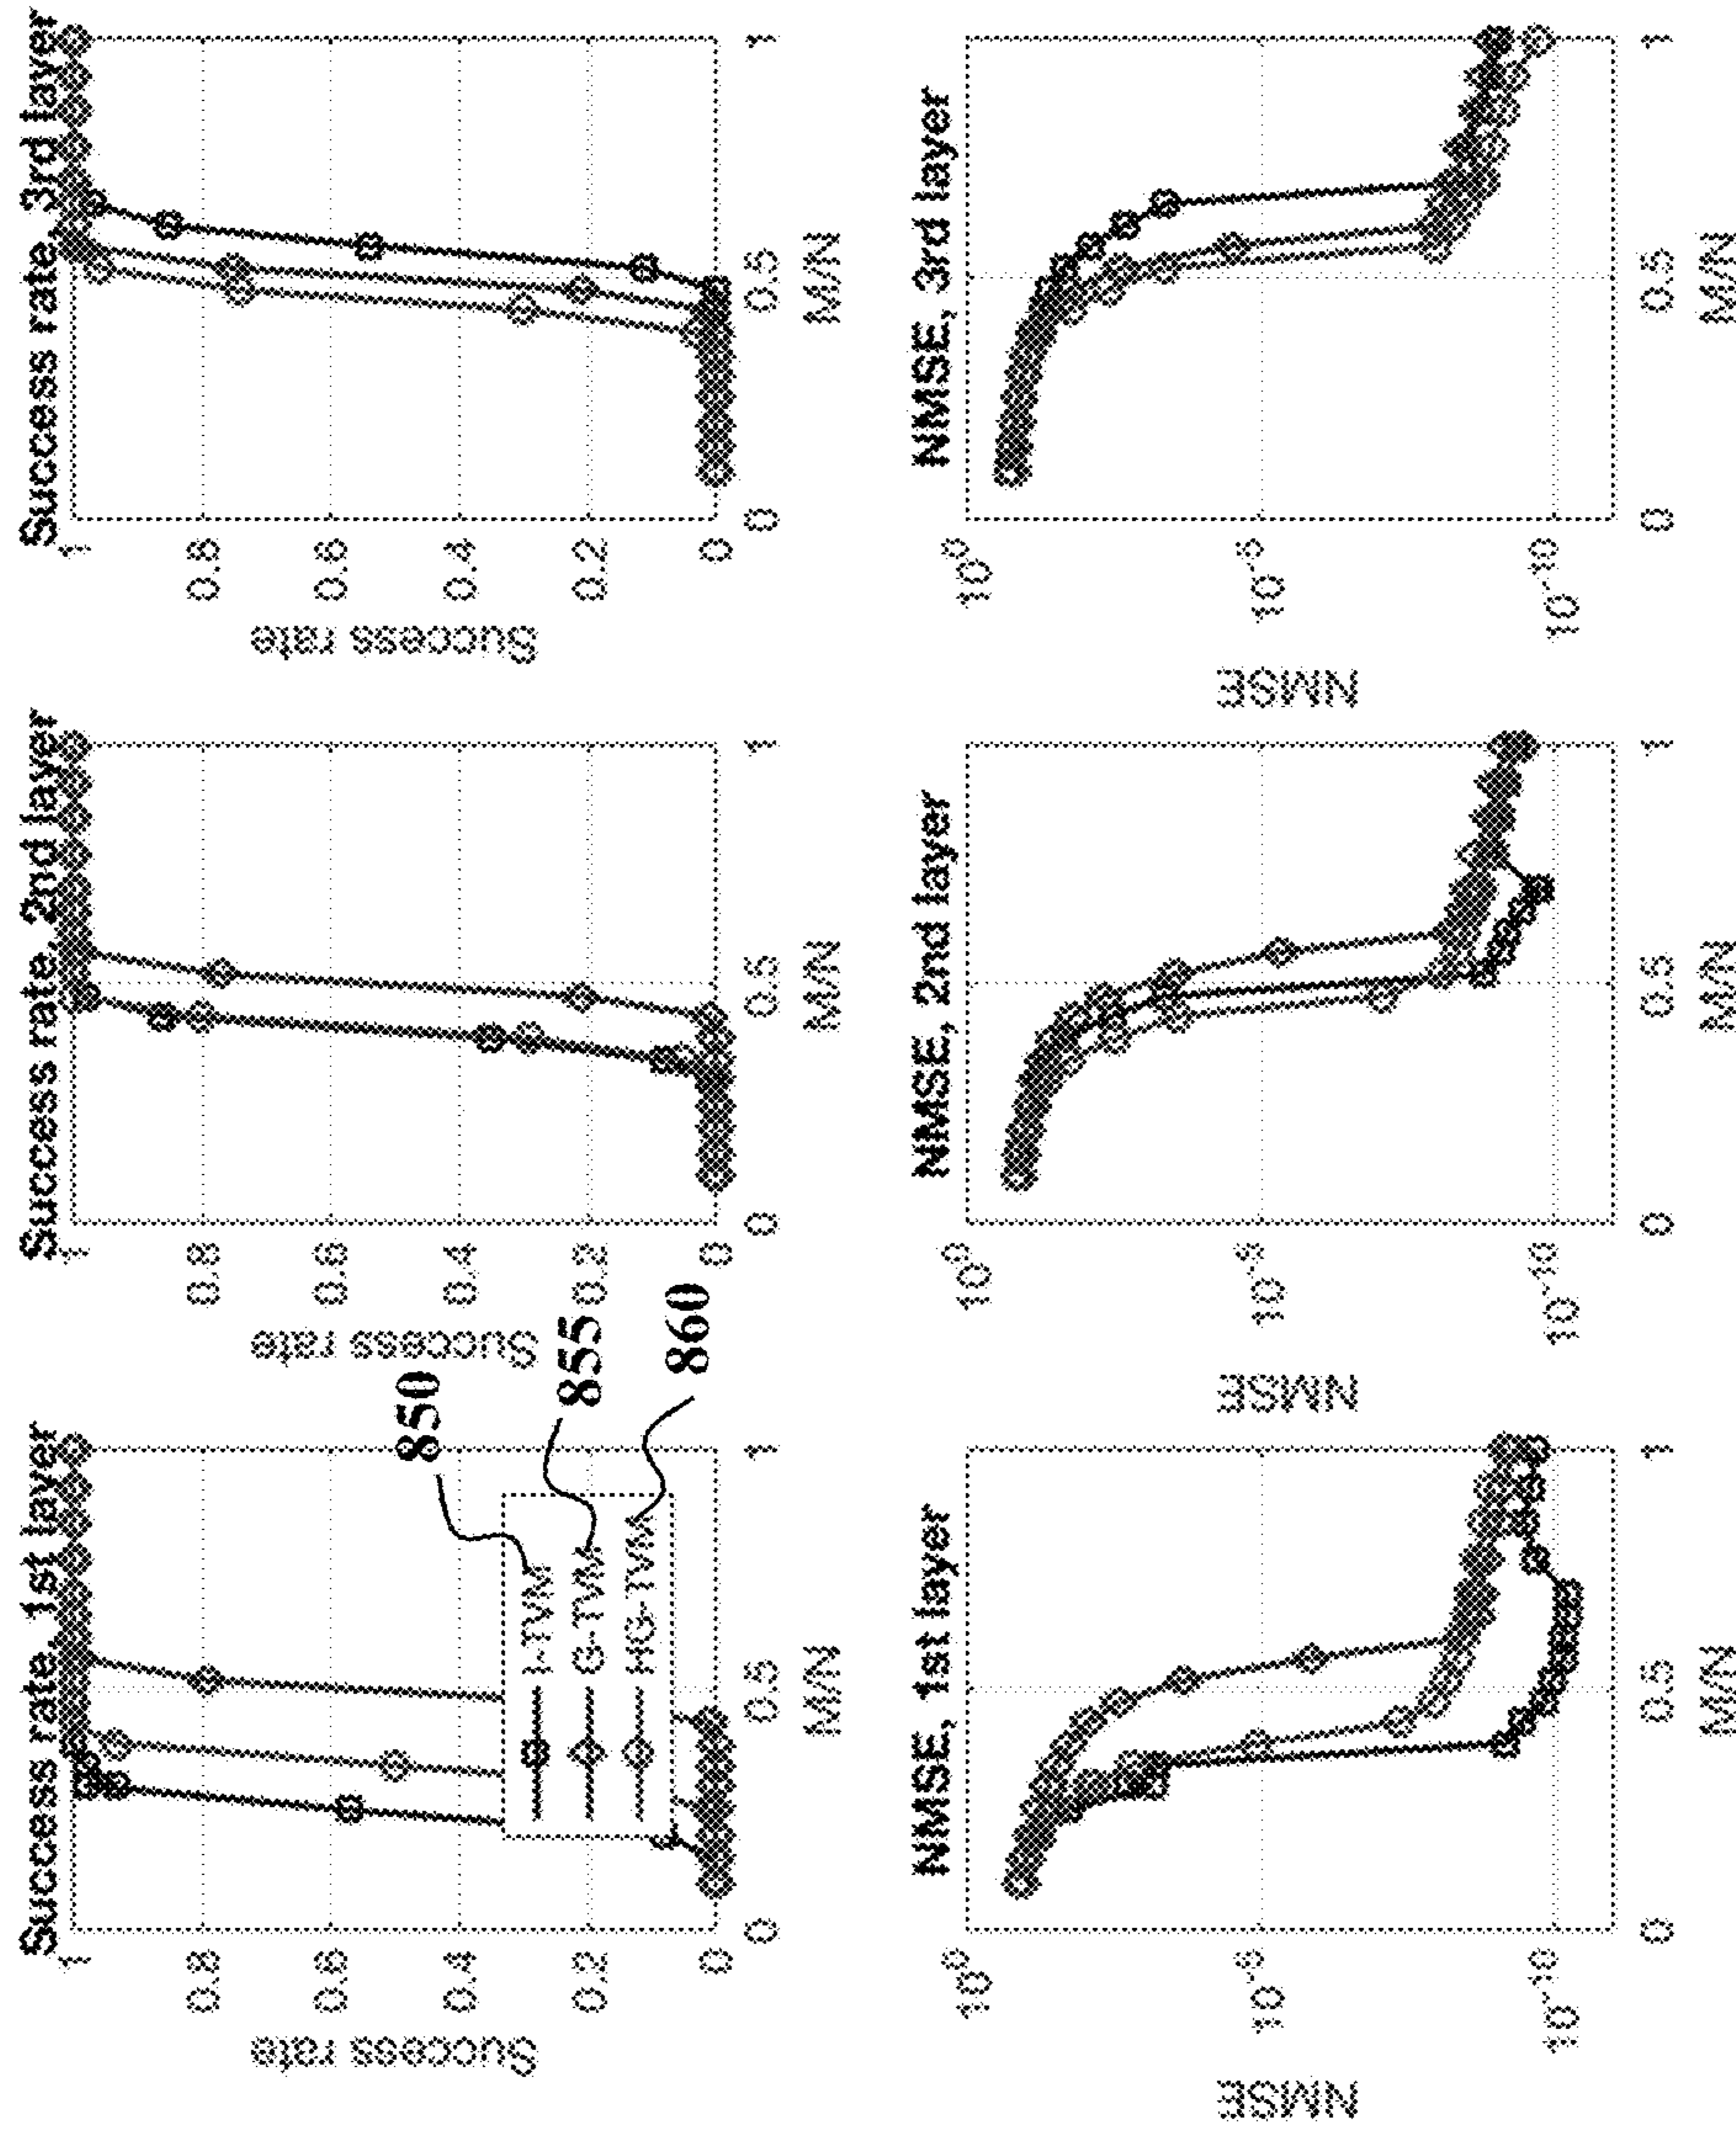 Success rate, 1st layer
1
0.8
0.6
0.4
0.2
0
Success rate
0
0.5
1
M/N
I-TVM
G-TVM
HG-TVM
850
855
860
Success rate, 2nd layer
1
0.8
0.6
0.4
0.2
0
Success rate
0
0.5
1
M/N
Success rate, 3rd layer
1
0.8
0.6
0.4
0.2
0
Success rate
0
0.5
1
M/N
NMSE, 1st layer
10^0
10^-5
10^-10
NMSE
0
0.5
1
M/N
NMSE, 2nd layer
10^0
10^-5
10^-10
NMSE
0
0.5
1
M/N
NMSE, 3rd layer
10^0
10^-5
10^-10
NMSE
0
0.5
1
M/N